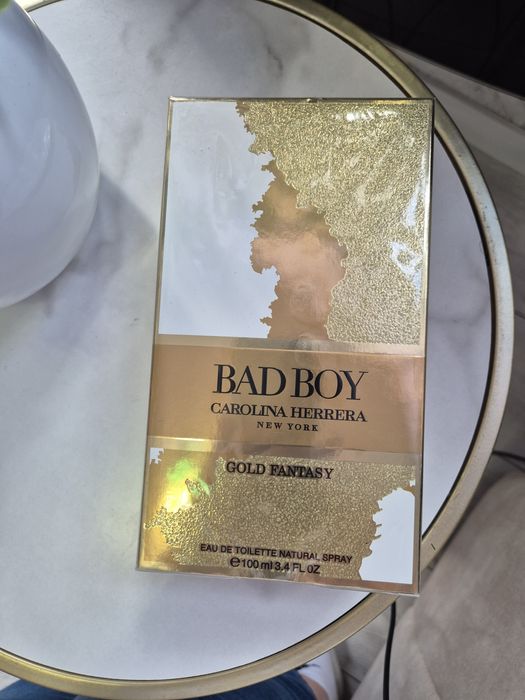 BAD BOY
CAROLINA HERRERA
NEW YORK
GOLD FANTASY
EAU DE TOILETTE NATURAL SPRAY
℮100 ml 3.4 FL OZ